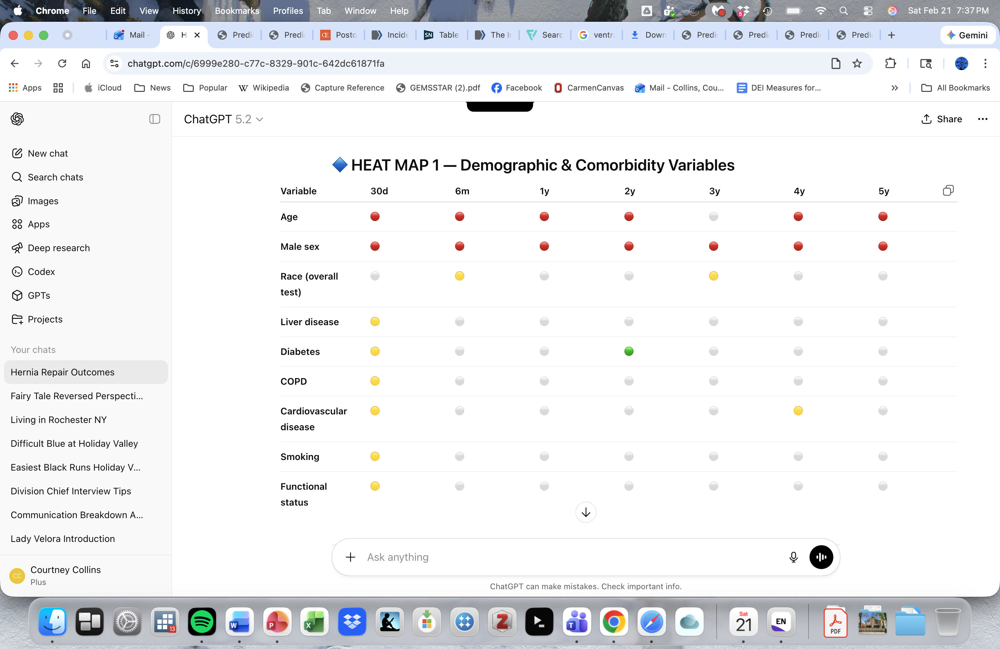 Chrome File Edit View History Bookmarks Profiles Tab Window Help 5 Sat Feb 21 7:37 PM
Mail - H Predi Predi CE Posto Incide SN Table The I Searc ventr Down Predi Predi Predi Predi Gemini
chatgpt.com/c/6999e280-c77c-8329-901c-642dc61871fa
Apps iCloud News Popular W Wikipedia Capture Reference GEMSSTAR (2).pdf Facebook CarmenCanvas Mail - Collins, Cou... DEI Measures for... All Bookmarks
ChatGPT 5.2
Share
New chat
Search chats
Images
Apps
Deep research
Codex
GPTs
Projects
Your chats
Hernia Repair Outcomes
Fairy Tale Reversed Perspecti...
Living in Rochester NY
Difficult Blue at Holiday Valley
Easiest Black Runs Holiday V...
Division Chief Interview Tips
Communication Breakdown A...
Lady Velora Introduction
CC
Courtney Collins
Plus
HEAT MAP 1 — Demographic & Comorbidity Variables
Variable 30d 6m 1y 2y 3y 4y 5y
Age
Male sex
Race (overall
test)
Liver disease
Diabetes
COPD
Cardiovascular
disease
Smoking
Functional
status
Ask anything
ChatGPT can make mistakes. Check important info.
13 W P X Z T Sat 21 EN PDF